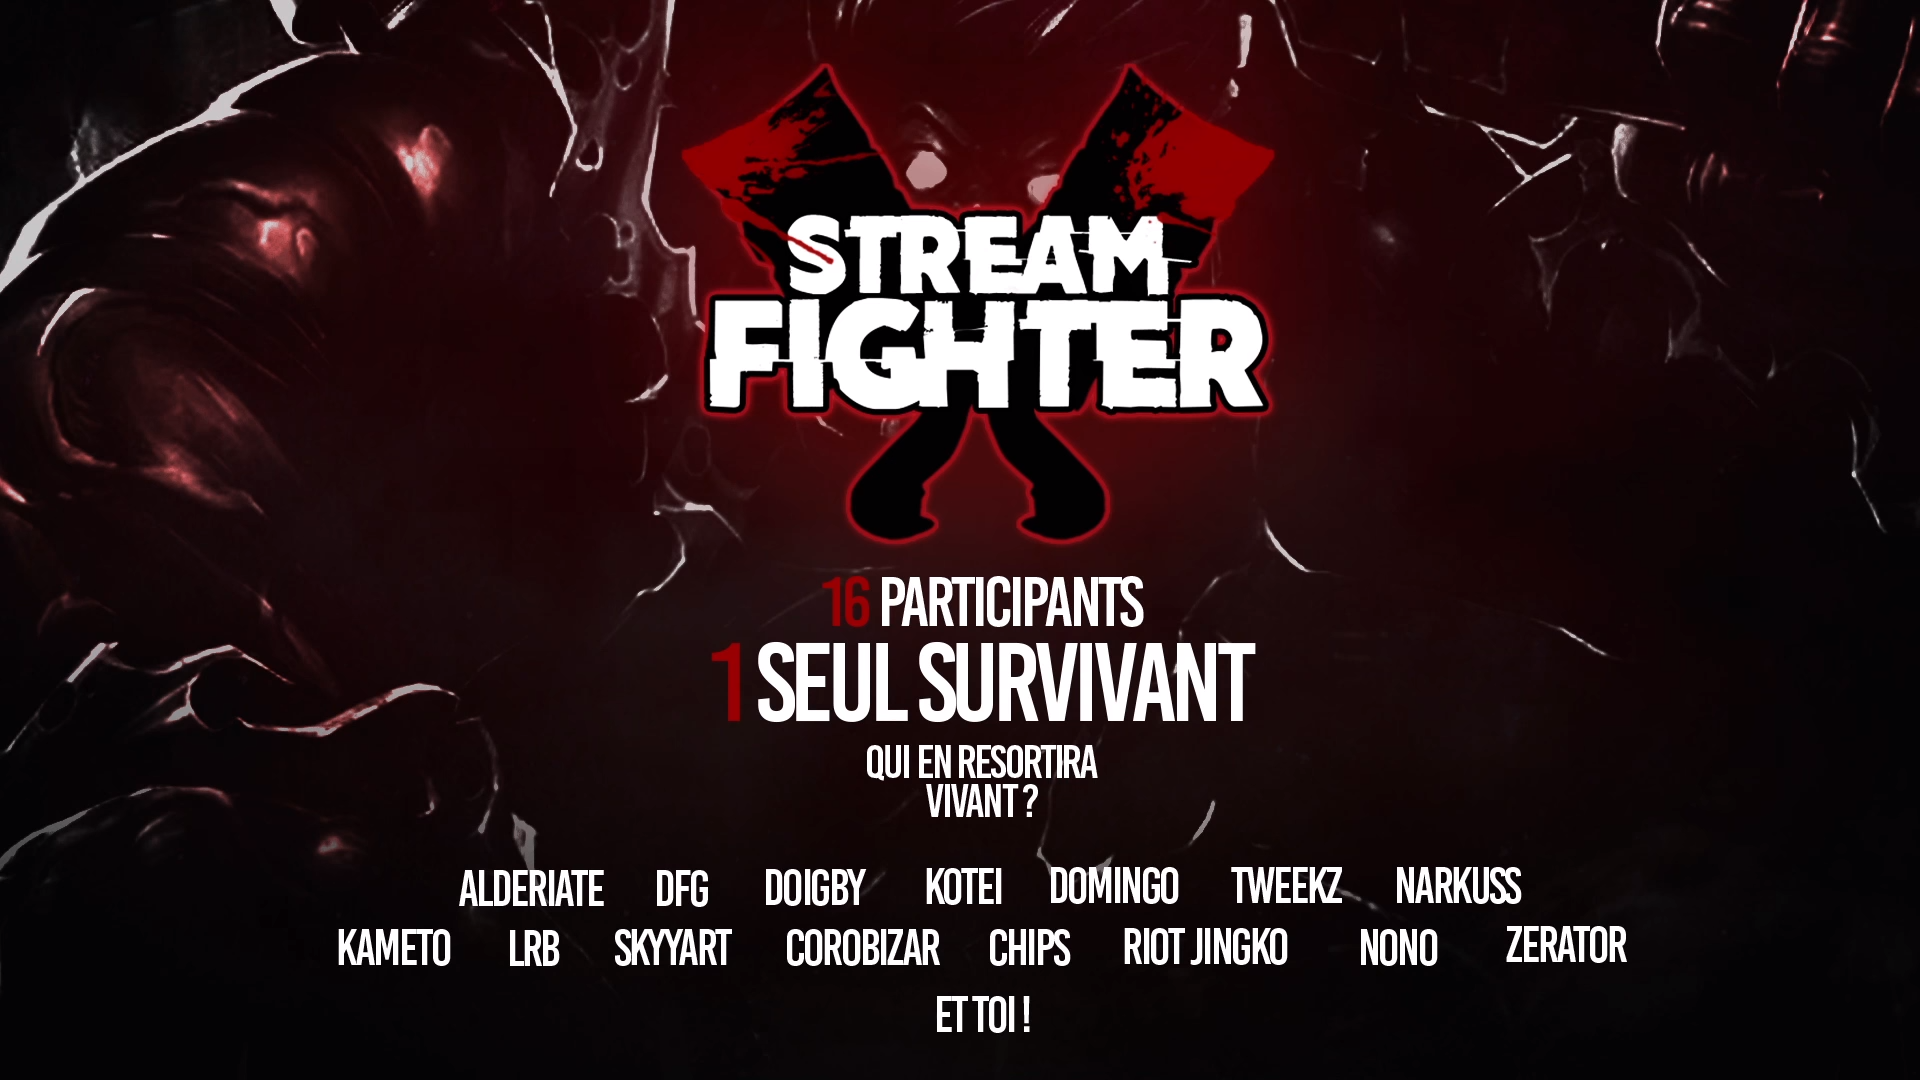 STREAM
FIGHTER
16 PARTICIPANTS
1 SEUL SURVIVANT
QUI EN RESORTIRA
VIVANT ?
ALDERIATE DFG DOIGBY KOTEI DOMINGO TWEEKZ NARKUSS
KAMETO LRB SKYYART COROBIZAR CHIPS RIOT JINGKO NONO ZERATOR
ET TOI !